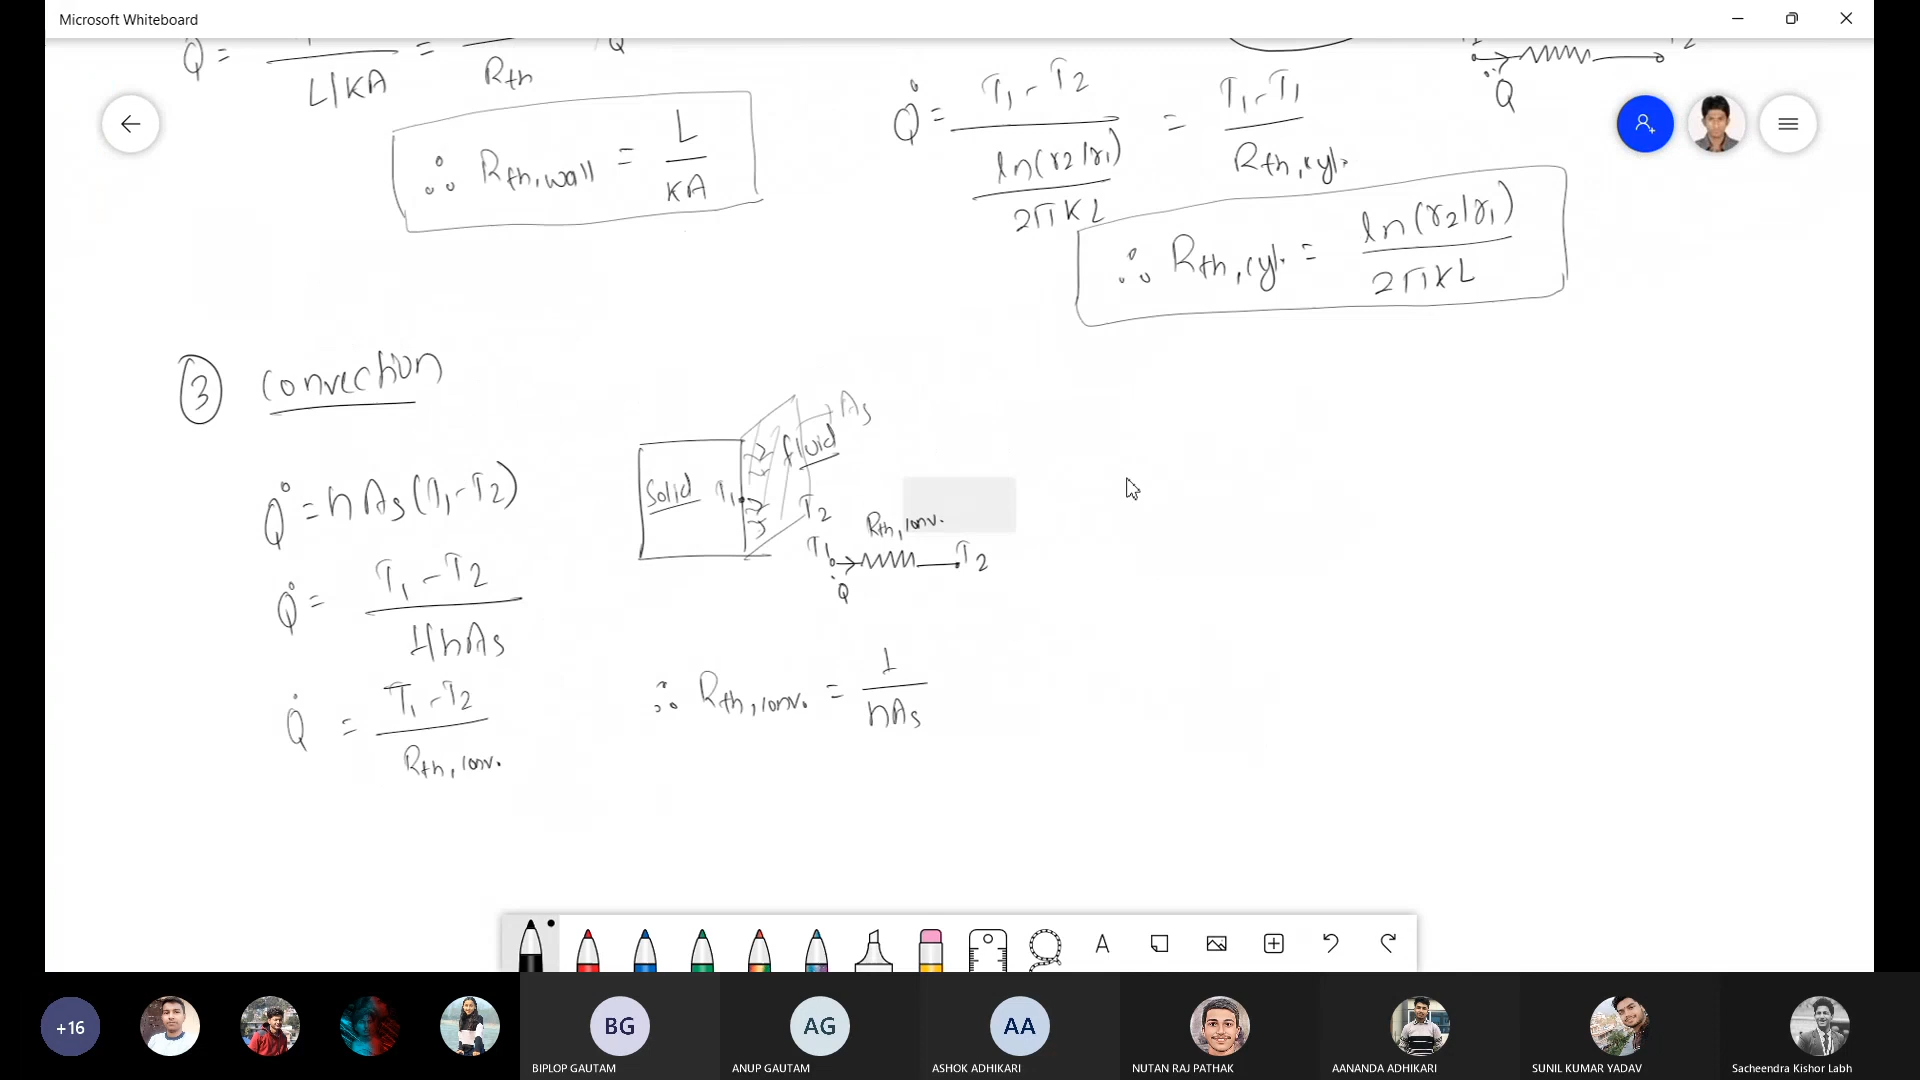 Microsoft Whiteboard
Q̇ =
L/KA
=
Rth
Q
∴ Rth,wall = L / KA
Q̇ = T1 - T2 / ln(r2/r1) / 2πKL = T1 - T1 / Rth,cyl.
Q̇
∴ Rth,cyl. = ln(r2/r1) / 2πKL
③ convection
Q̇ = hAs(T1-T2)
Q̇ = T1 - T2 / 1/hAs
Q̇ = T1 - T2 / Rth,conv.
Solid T1
fluid
As
T2
Rth,conv.
T1
T2
Q̇
∴ Rth,conv. = 1 / hAs
A
+16
BG
AG
AA
BIPLOP GAUTAM
ANUP GAUTAM
ASHOK ADHIKARI
NUTAN RAJ PATHAK
AANANDA ADHIKARI
SUNIL KUMAR YADAV
Sacheendra Kishor Labh